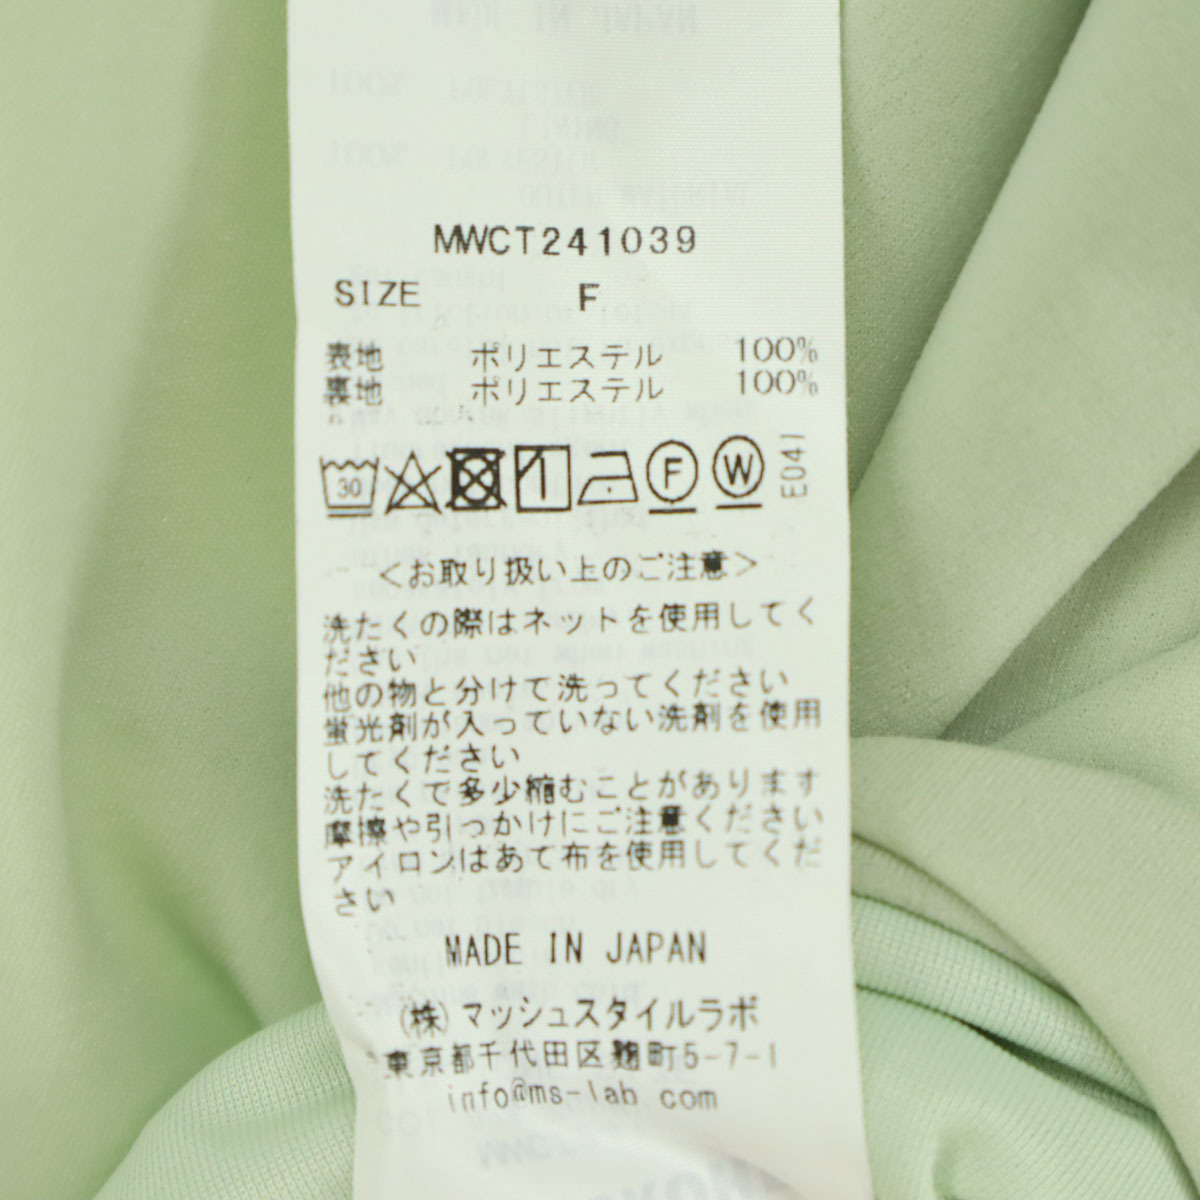 MWCT241039
SIZE F
表地 ポリエステル 100%
裏地 ポリエステル 100%
30 F W E041
<お取り扱い上のご注意>
洗たくの際はネットを使用してく
ださい
他の物と分けて洗ってください
蛍光剤が入っていない洗剤を使用
してください
洗たくで多少縮むことがあります
摩擦や引っかけにご注意ください
アイロンはあて布を使用してくだ
さい
MADE IN JAPAN
(株)マッシュスタイルラボ
東京都千代田区麹町5-7-1
info@ms-lab com